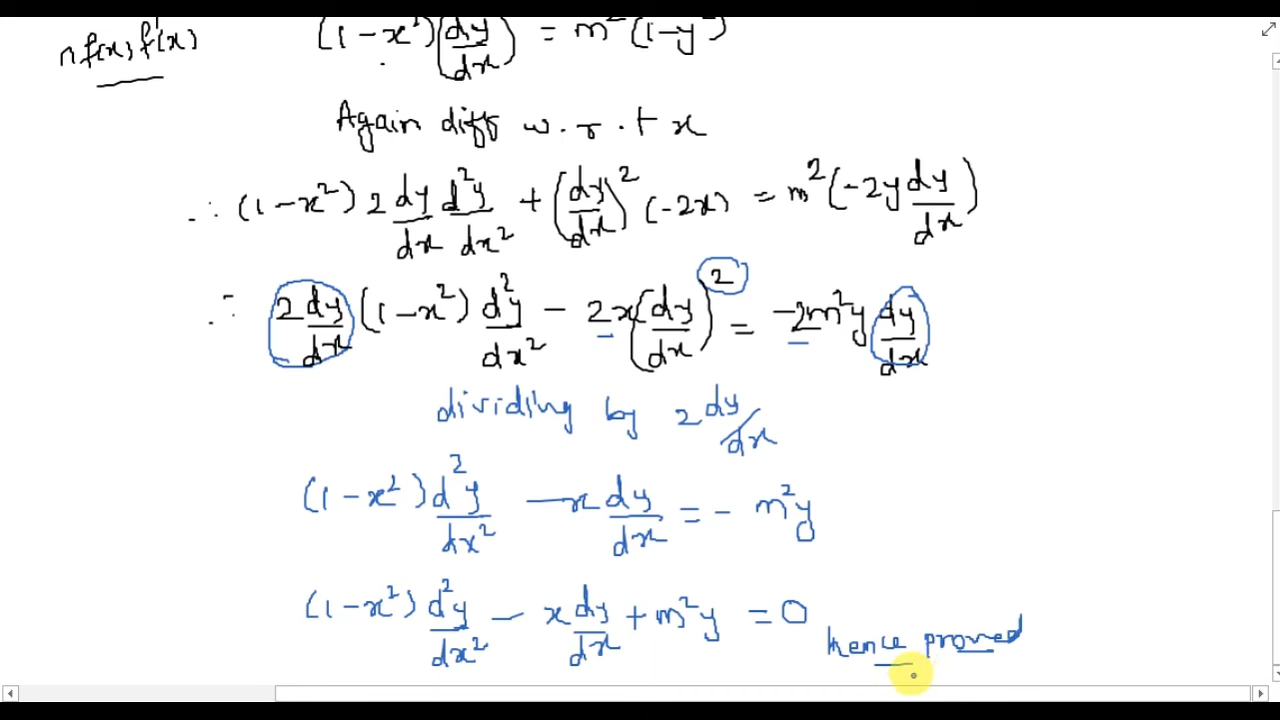 n f(x) f'(x)
(1-x²)(dy/dx) = m²(1-y²)
Again diff w.r.t x
∴ (1-x²) 2 dy/dx d²y/dx² + (dy/dx)² (-2x) = m² (-2y dy/dx)
∴ 2 dy/dx (1-x²) d²y/dx² - 2x (dy/dx)² = -2m²y dy/dx
dividing by 2 dy/dx
(1-x²) d²y/dx² - x dy/dx = - m²y
(1-x²) d²y/dx² - x dy/dx + m²y = 0
hence proved